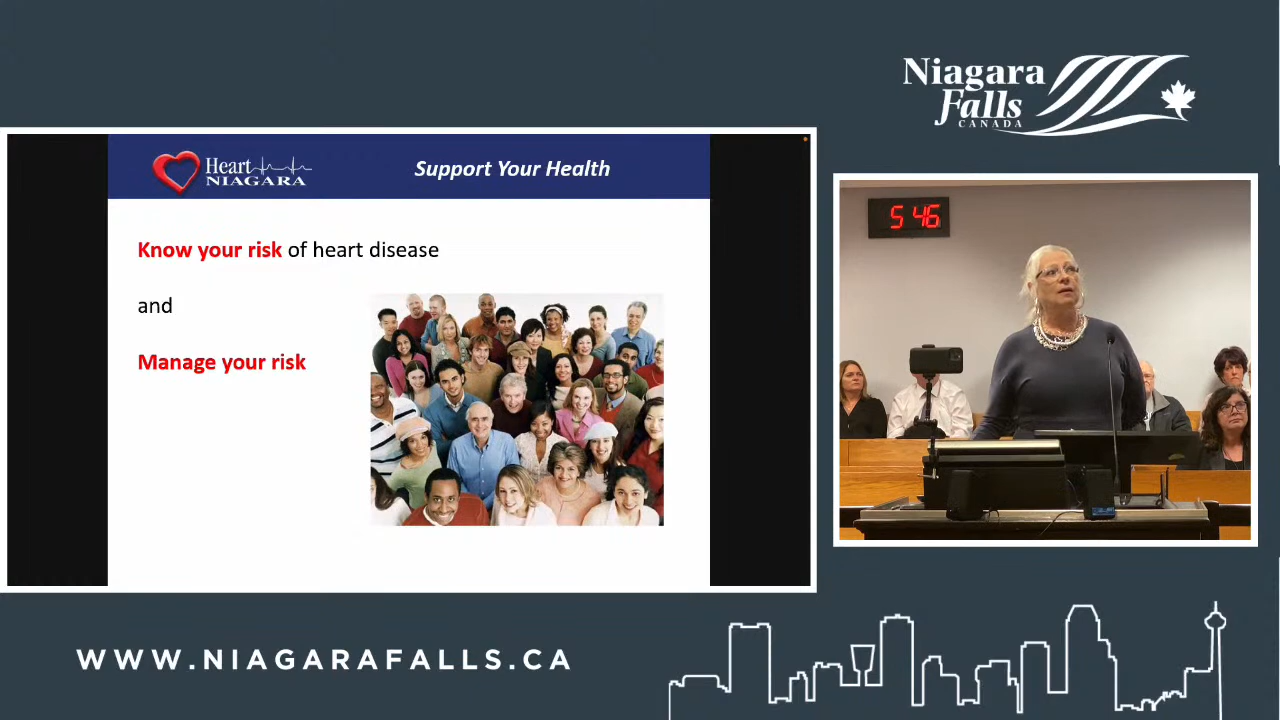 Niagara
Falls
CANADA
Heart
NIAGARA
Support Your Health
Know your risk of heart disease
and
Manage your risk
5 46
WWW.NIAGARAFALLS.CA